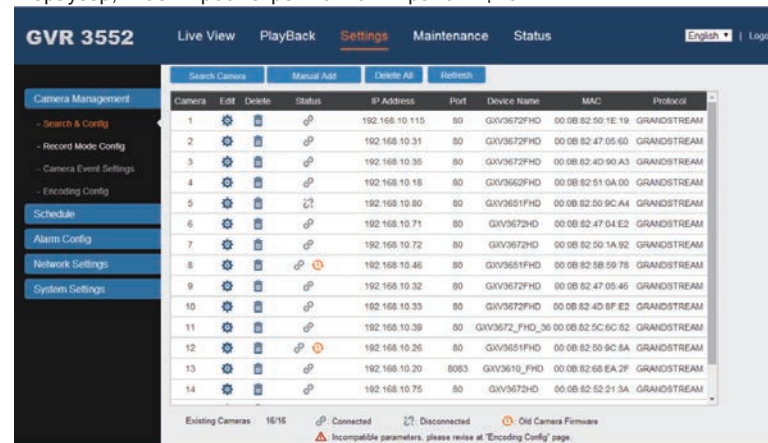 GVR 3552
Live View PlayBack Settings Maintenance Status
English | Logo
Search Camera Manual Add Delete All Refresh
Camera Management
- Search & Config
- Record Mode Config
- Camera Event Settings
- Encoding Config
Schedule
Alarm Config
Network Settings
System Settings
Camera Edit Delete Status IP Address Port Device Name MAC Protocol
1 192.168.10.115 80 GXV3672FHD 00:0B:82:50:1E:19 GRANDSTREAM
2 192.168.10.31 80 GXV3672FHD 00:0B:82:47:05:60 GRANDSTREAM
3 192.168.10.35 80 GXV3672FHD 00:0B:82:4D:90:A3 GRANDSTREAM
4 192.168.10.18 80 GXV3662FHD 00:0B:82:51:0A:00 GRANDSTREAM
5 192.168.10.80 80 GXV3651FHD 00:0B:82:50:9C:A4 GRANDSTREAM
6 192.168.10.71 80 GXV3672HD 00:0B:82:47:04:E2 GRANDSTREAM
7 192.168.10.72 80 GXV3672HD 00:0B:82:50:1A:92 GRANDSTREAM
8 192.168.10.46 80 GXV3651FHD 00:0B:82:5B:59:78 GRANDSTREAM
9 192.168.10.32 80 GXV3672FHD 00:0B:82:47:05:46 GRANDSTREAM
10 192.168.10.33 80 GXV3672FHD 00:0B:82:4D:8F:E2 GRANDSTREAM
11 192.168.10.39 80 GXV3672_FHD_36 00:0B:82:5C:6C:82 GRANDSTREAM
12 192.168.10.26 80 GXV3651FHD 00:0B:82:50:9C:8A GRANDSTREAM
13 192.168.10.20 8083 GXV3610_FHD 00:0B:82:68:EA:2F GRANDSTREAM
14 192.168.10.75 80 GXV3672HD 00:0B:82:52:21:3A GRANDSTREAM
Existing Cameras 16/16 : Connected : Disconnected : Old Camera Firmware
: Incompatible parameters, please revise at "Encoding Config" page.